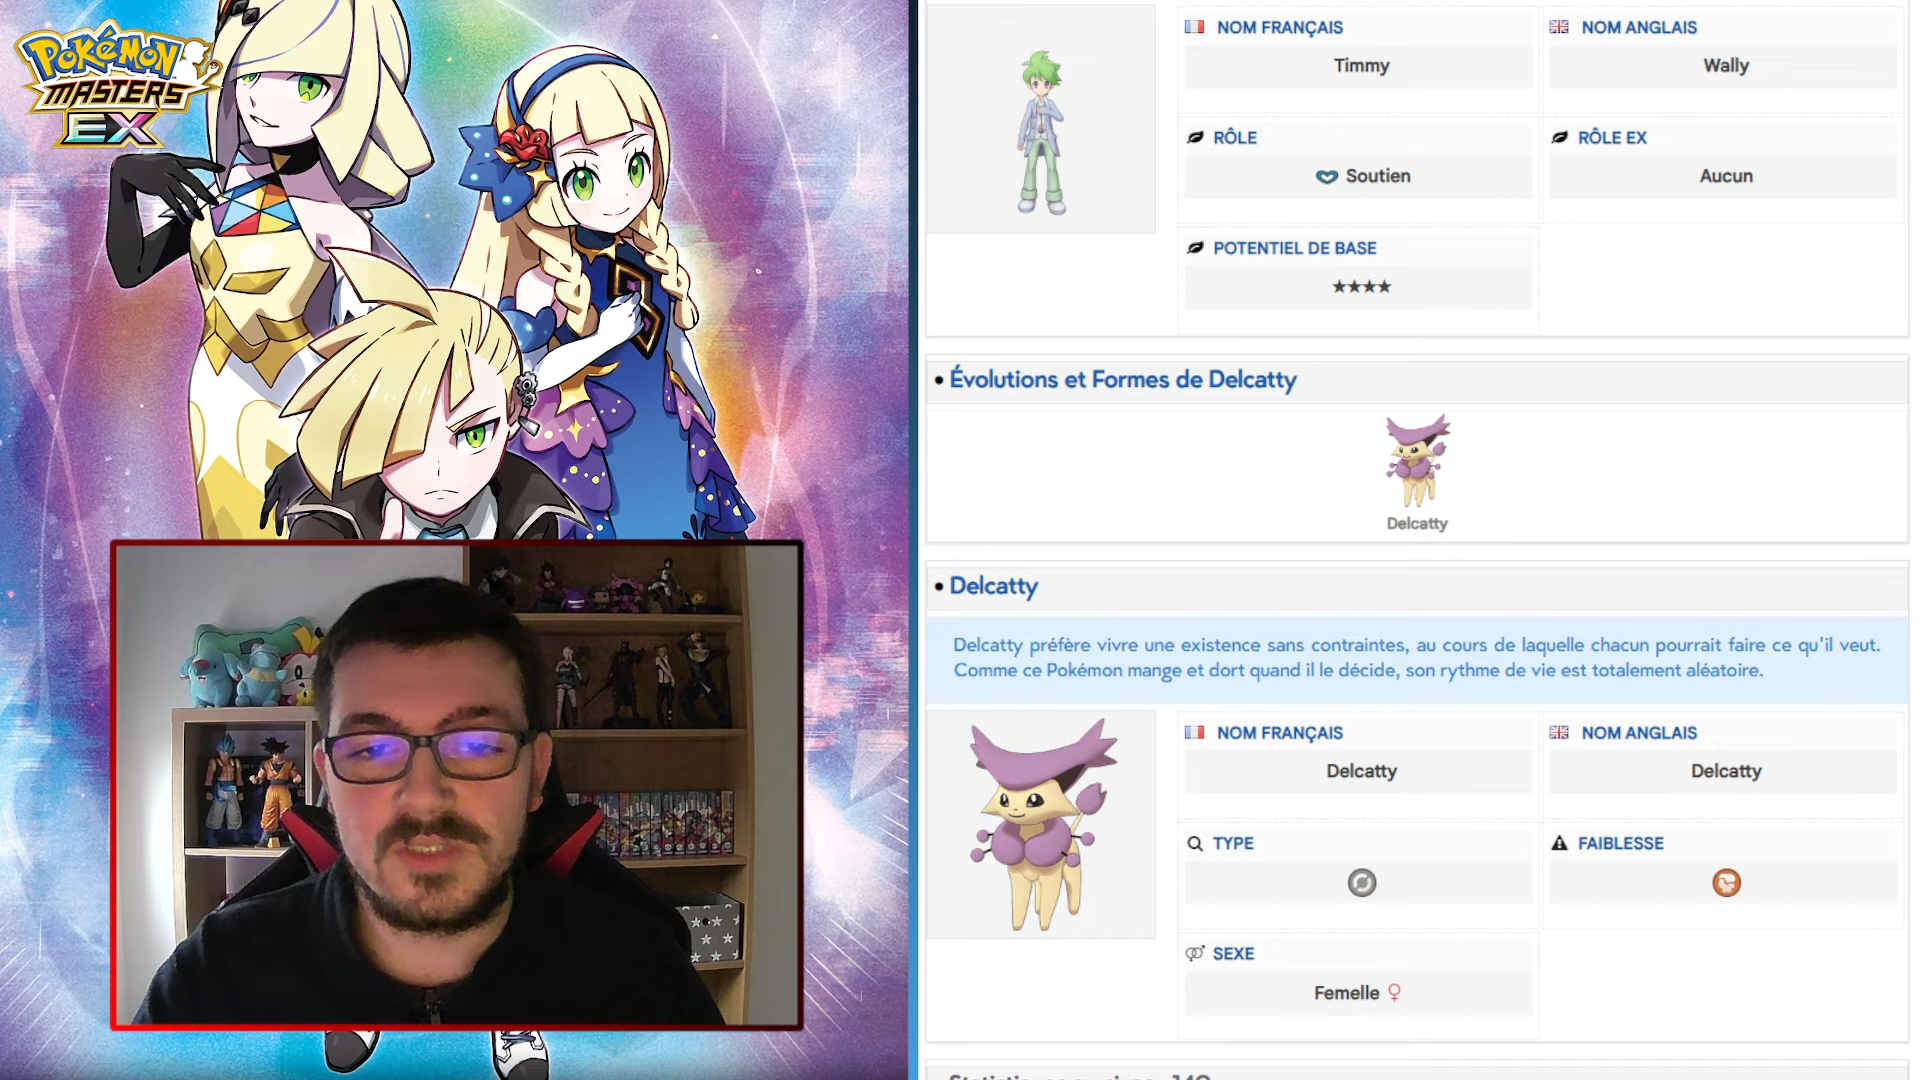 POKéMON
MASTERS
EX
NOM FRANÇAIS
Timmy
NOM ANGLAIS
Wally
RÔLE
Soutien
RÔLE EX
Aucun
POTENTIEL DE BASE
★★★★
• Évolutions et Formes de Delcatty
Delcatty
• Delcatty
Delcatty préfère vivre une existence sans contraintes, au cours de laquelle chacun pourrait faire ce qu'il veut.
Comme ce Pokémon mange et dort quand il le décide, son rythme de vie est totalement aléatoire.
NOM FRANÇAIS
Delcatty
NOM ANGLAIS
Delcatty
TYPE
FAIBLESSE
SEXE
Femelle ♀